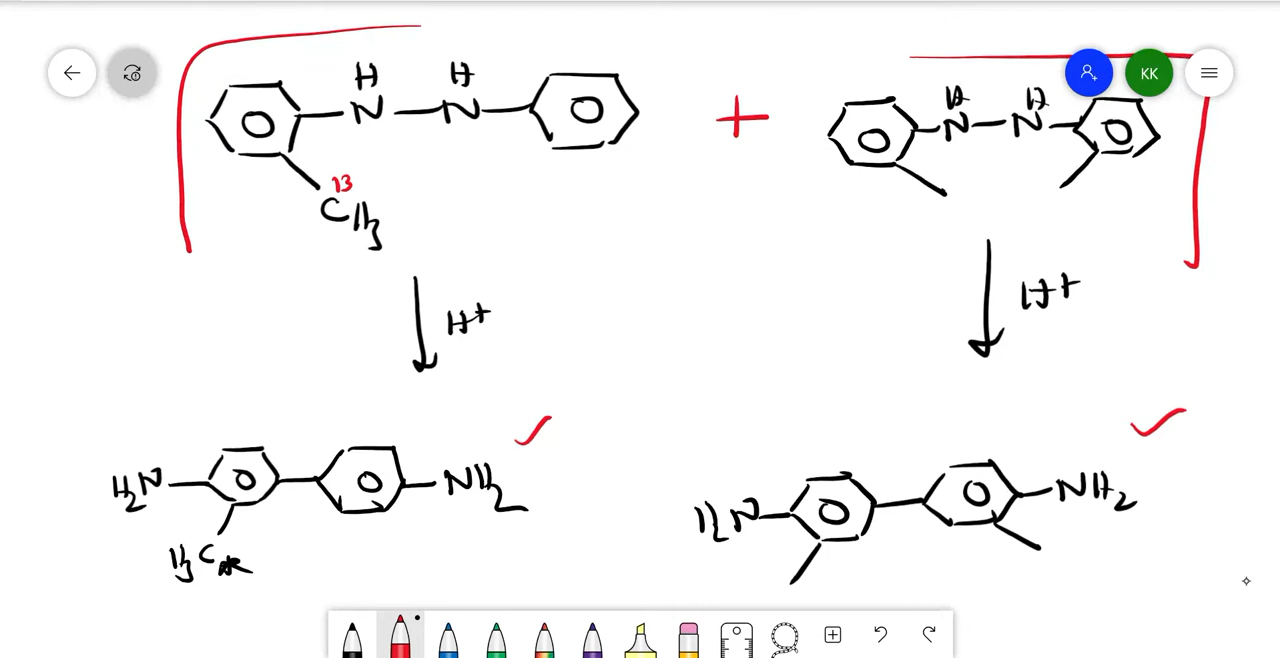 H H
N N
13
CH3
+
H H
N N
KK
H+
H+
H2N NH2
H3C*
H2N NH2